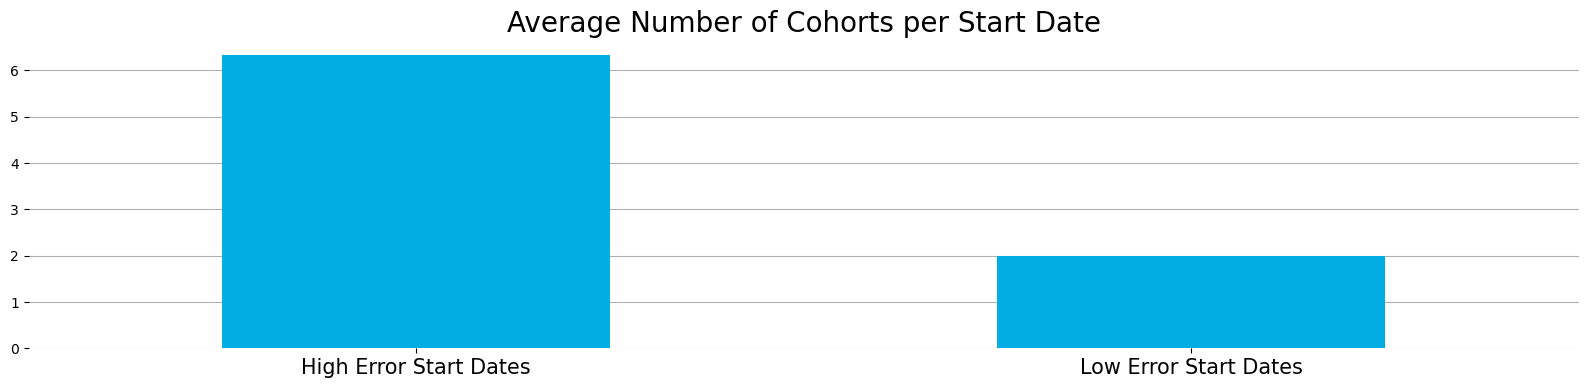 Average Number of Cohorts per Start Date
6
5
4
3
2
1
0
High Error Start Dates
Low Error Start Dates